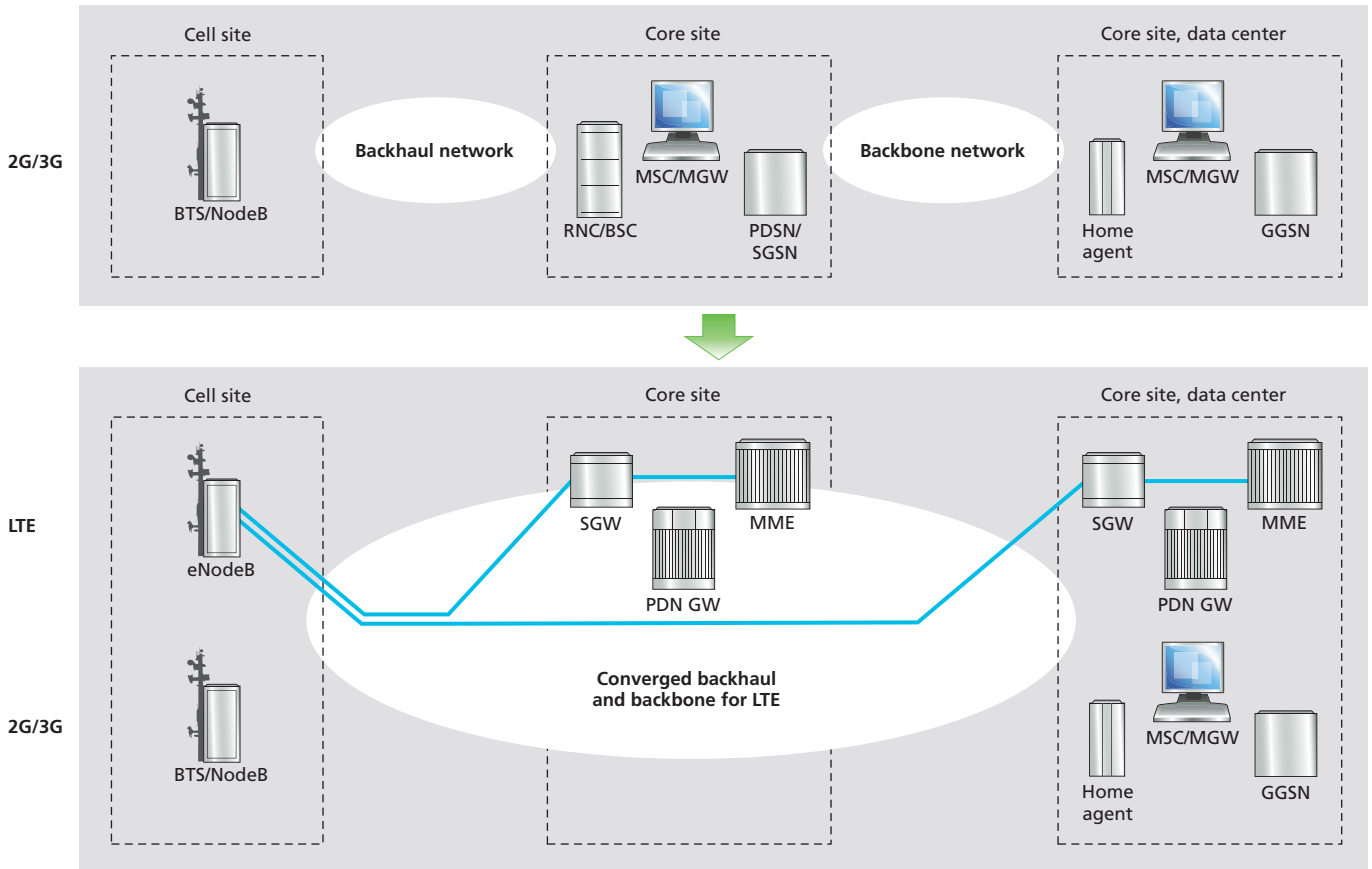 Cell site
Core site
Core site, data center
2G/3G
Backhaul network
Backbone network
BTS/NodeB
RNC/BSC
MSC/MGW
PDSN/
SGSN
Home
agent
MSC/MGW
GGSN
Cell site
Core site
Core site, data center
LTE
eNodeB
SGW
MME
PDN GW
SGW
MME
PDN GW
Converged backhaul
and backbone for LTE
2G/3G
BTS/NodeB
MSC/MGW
Home
agent
GGSN